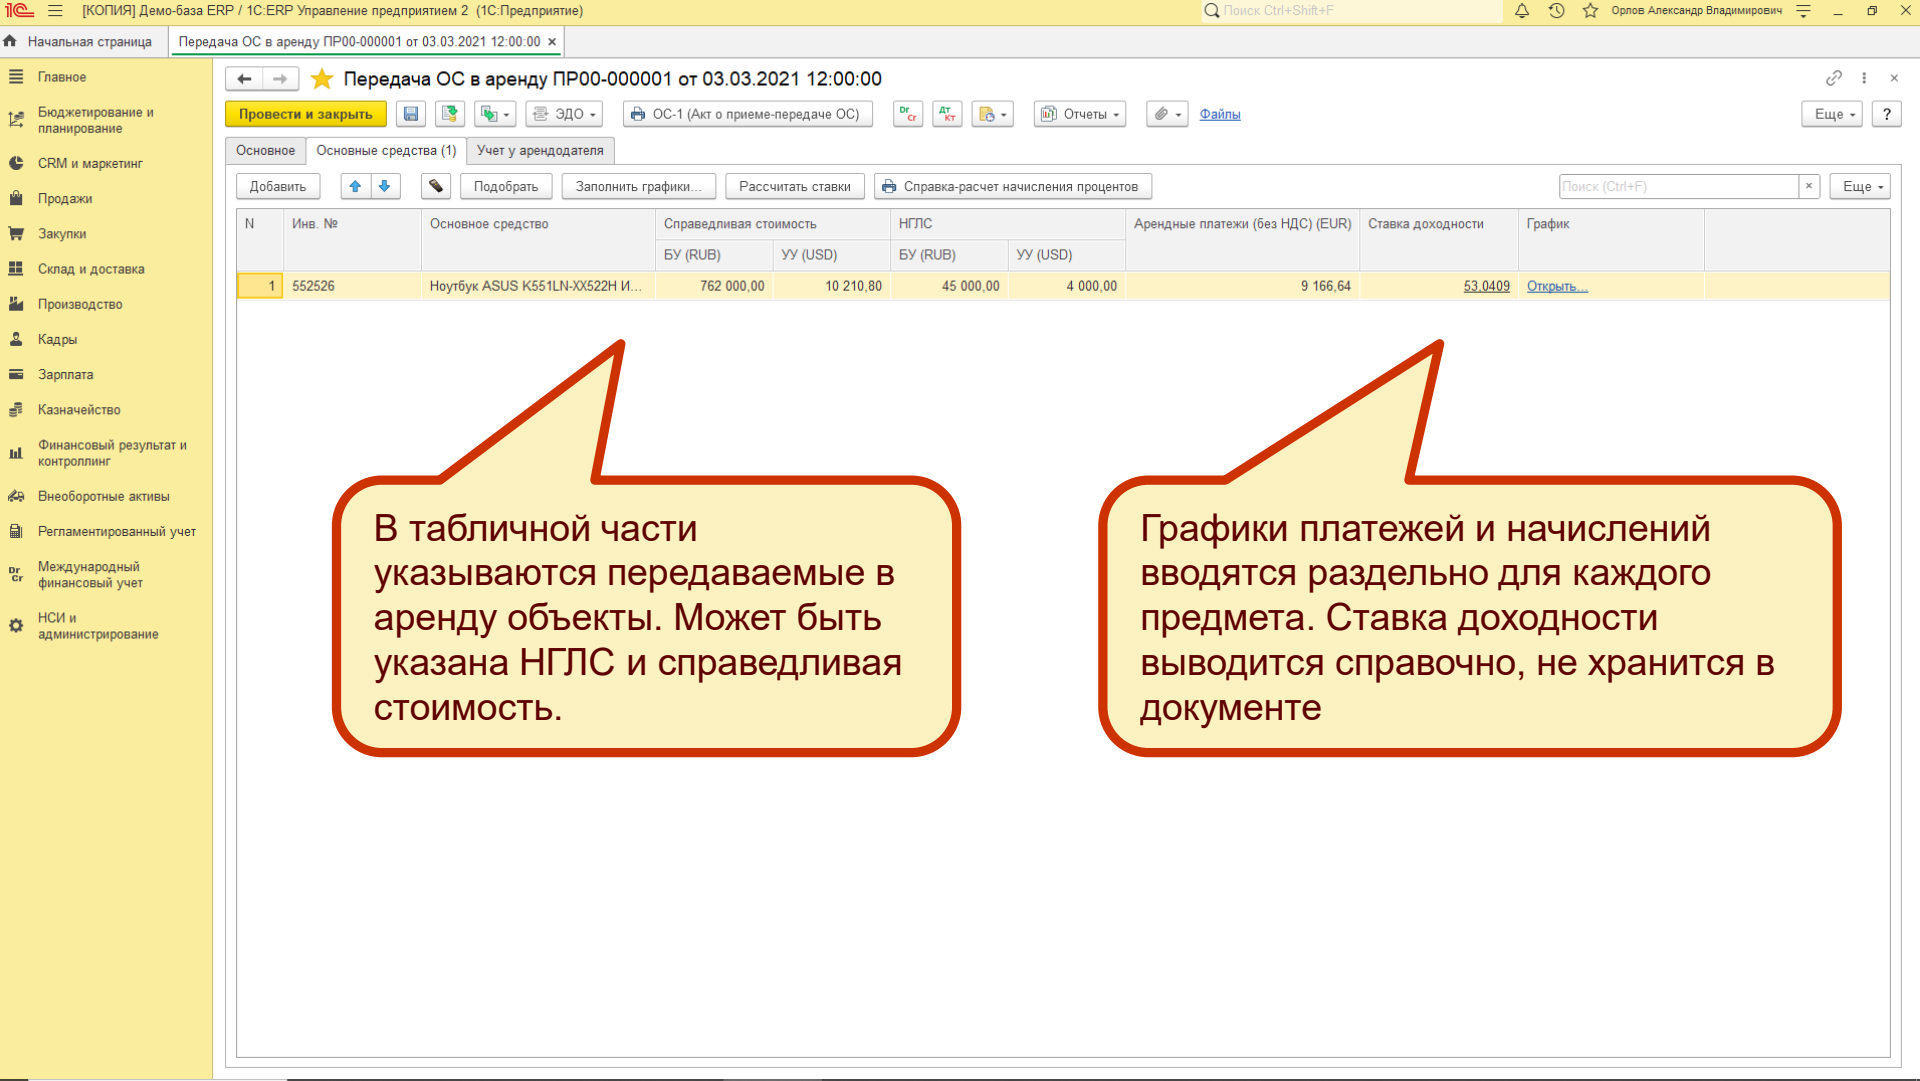 [КОПИЯ] Демо-база ERP / 1С:ERP Управление предприятием 2 (1С:Предприятие)
Поиск Ctrl+Shift+F
Орлов Александр Владимирович
Начальная страница
Передача ОС в аренду ПР00-000001 от 03.03.2021 12:00:00 ×
Главное
Бюджетирование и
планирование
CRM и маркетинг
Продажи
Закупки
Склад и доставка
Производство
Кадры
Зарплата
Казначейство
Финансовый результат и
контроллинг
Внеоборотные активы
Регламентированный учет
Dr Cr
Международный
финансовый учет
НСИ и
администрирование
Передача ОС в аренду ПР00-000001 от 03.03.2021 12:00:00
Провести и закрыть
ЭДО
ОС-1 (Акт о приеме-передаче ОС)
Dr Cr
Дт Кт
Отчеты
Файлы
Еще
?
Основное
Основные средства (1)
Учет у арендодателя
Добавить
Подобрать
Заполнить графики...
Рассчитать ставки
Справка-расчет начисления процентов
Поиск (Ctrl+F)
×
Еще
N
Инв. №
Основное средство
Справедливая стоимость
НГЛС
Арендные платежи (без НДС) (EUR)
Ставка доходности
График
БУ (RUB)
УУ (USD)
БУ (RUB)
УУ (USD)
1
552526
Ноутбук ASUS K551LN-XX522H И...
762 000,00
10 210,80
45 000,00
4 000,00
9 166,64
53,0409
Открыть...
В табличной части
указываются передаваемые в
аренду объекты. Может быть
указана НГЛС и справедливая
стоимость.
Графики платежей и начислений
вводятся раздельно для каждого
предмета. Ставка доходности
выводится справочно, не хранится в
документе